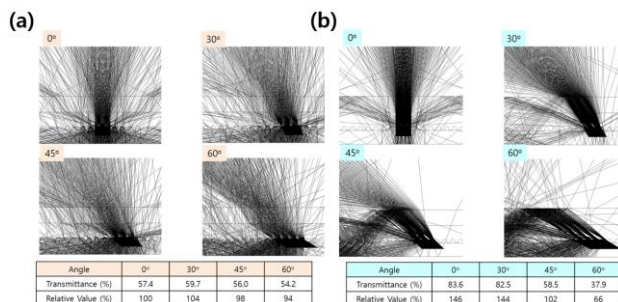 (a)
0°
30°
45°
60°
Angle 0° 30° 45° 60°
Transmittance (%) 57.4 59.7 56.0 54.2
Relative Value (%) 100 104 98 94
(b)
0°
30°
45°
60°
Angle 0° 30° 45° 60°
Transmittance (%) 83.6 82.5 58.5 37.9
Relative Value (%) 146 144 102 66